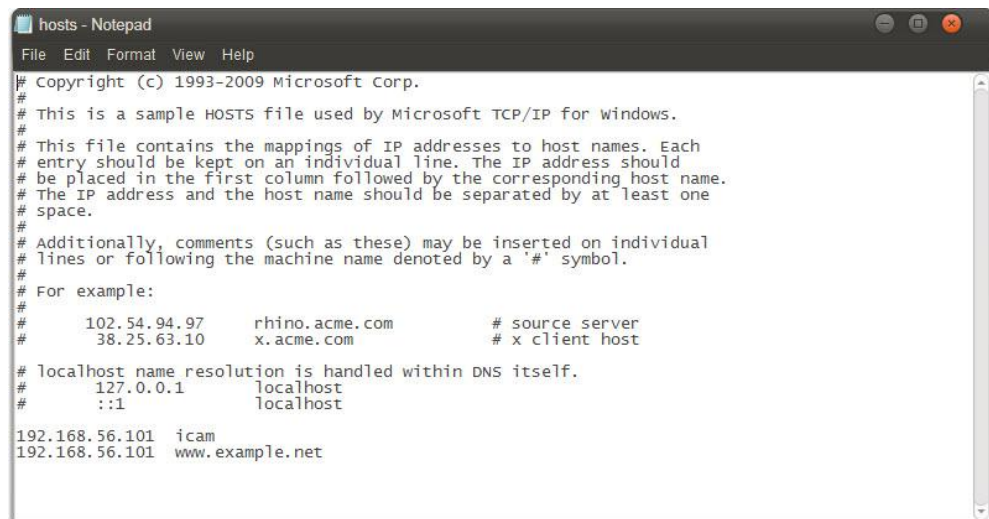 hosts - Notepad
File Edit Format View Help
# Copyright (c) 1993-2009 Microsoft Corp.
#
# This is a sample HOSTS file used by Microsoft TCP/IP for Windows.
#
# This file contains the mappings of IP addresses to host names. Each
# entry should be kept on an individual line. The IP address should
# be placed in the first column followed by the corresponding host name.
# The IP address and the host name should be separated by at least one
# space.
#
# Additionally, comments (such as these) may be inserted on individual
# lines or following the machine name denoted by a '#' symbol.
#
# For example:
#
#      102.54.94.97     rhino.acme.com          # source server
#       38.25.63.10     x.acme.com              # x client host
# localhost name resolution is handled within DNS itself.
#       127.0.0.1       localhost
#       ::1             localhost
192.168.56.101  icam
192.168.56.101  www.example.net